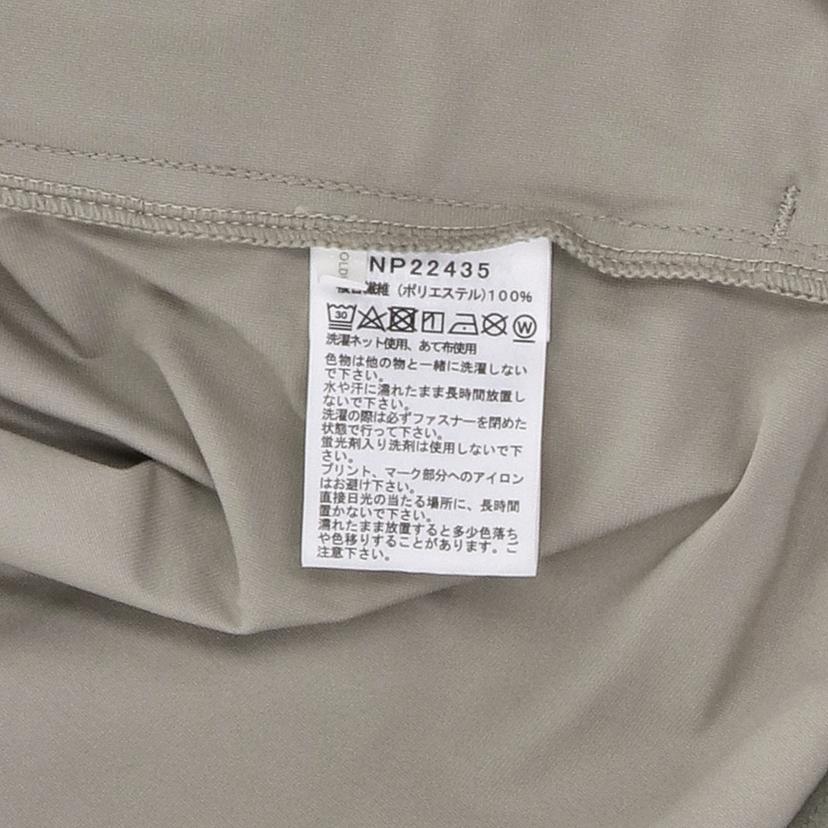 OLD
NP22435
複合繊維 (ポリエステル)100%
30 W
洗濯ネット使用、あて布使用
色物は他の物と一緒に洗濯しない
で下さい。
水や汗に濡れたまま長時間放置し
ないで下さい。
洗濯の際は必ずファスナーを閉めた
状態で行って下さい。
蛍光剤入り洗剤は使用しないで下
さい。
プリント、マーク部分へのアイロン
はお避け下さい。
直接日光の当たる場所に、長時間
置かないで下さい。
濡れたまま放置すると多少色落ち
や色移りすることがあります。ご
注意下さい。